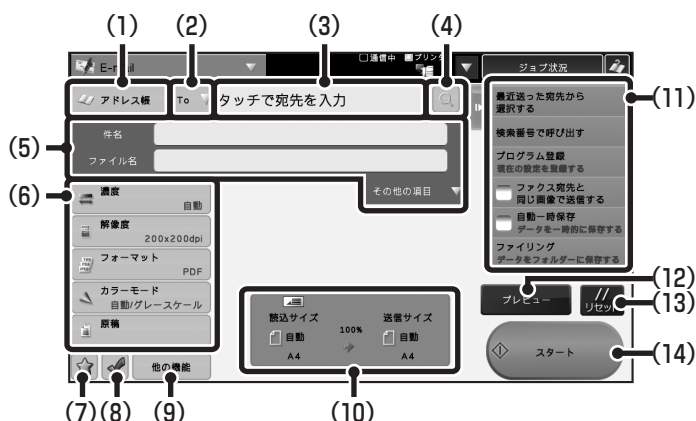 (1) (2) (3) (4)
E-mail
通信中 プリンタ
ジョブ状況
アドレス帳 To タッチで宛先を入力
最近送った宛先から
選択する
(11)
検索番号で呼び出す
(5)
件名
ファイル名
その他の項目
プログラム登録
現在の設定を登録する
ファクス宛先と
同じ画像で送信する
自動一時保存
データを一時的に保存する
ファイリング
データをフォルダーに保存する
(6)
濃度
自動
解像度
200x200dpi
フォーマット
PDF
カラーモード
自動/グレースケール
原稿
読込サイズ 100% 送信サイズ
自動 自動
A4 A4
(12)
プレビュー
リセット
(13)
スタート
(14)
他の機能
(7) (8) (9) (10)